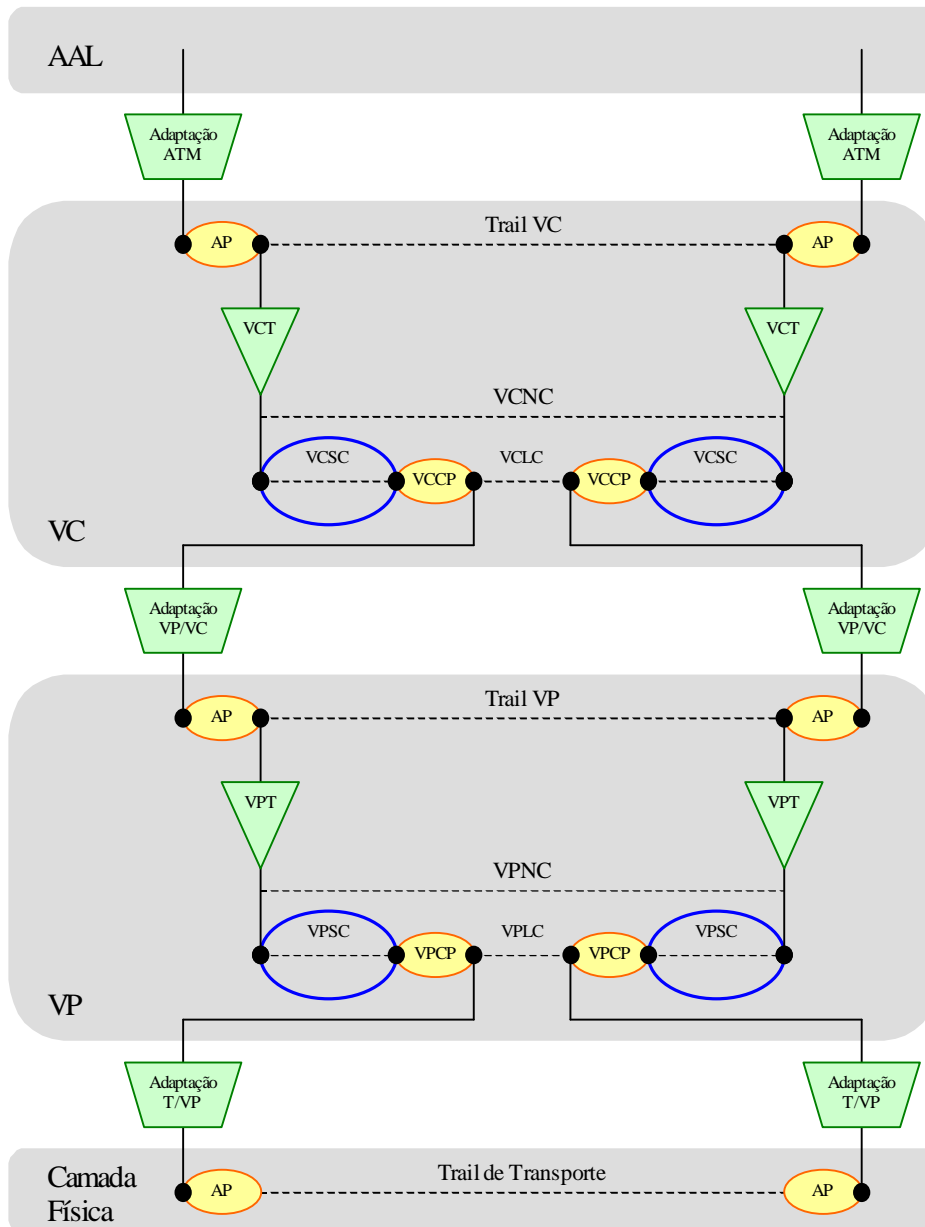 AAL
Adaptação
ATM
Adaptação
ATM
Trail VC
AP
AP
VCT
VCT
VCNC
VCSC
VCCP
VCLC
VCCP
VCSC
VC
Adaptação
VP/VC
Adaptação
VP/VC
Trail VP
AP
AP
VPT
VPT
VPNC
VPSC
VPCP
VPLC
VPCP
VPSC
VP
Adaptação
T/VP
Adaptação
T/VP
Camada
Física
AP
Trail de Transporte
AP